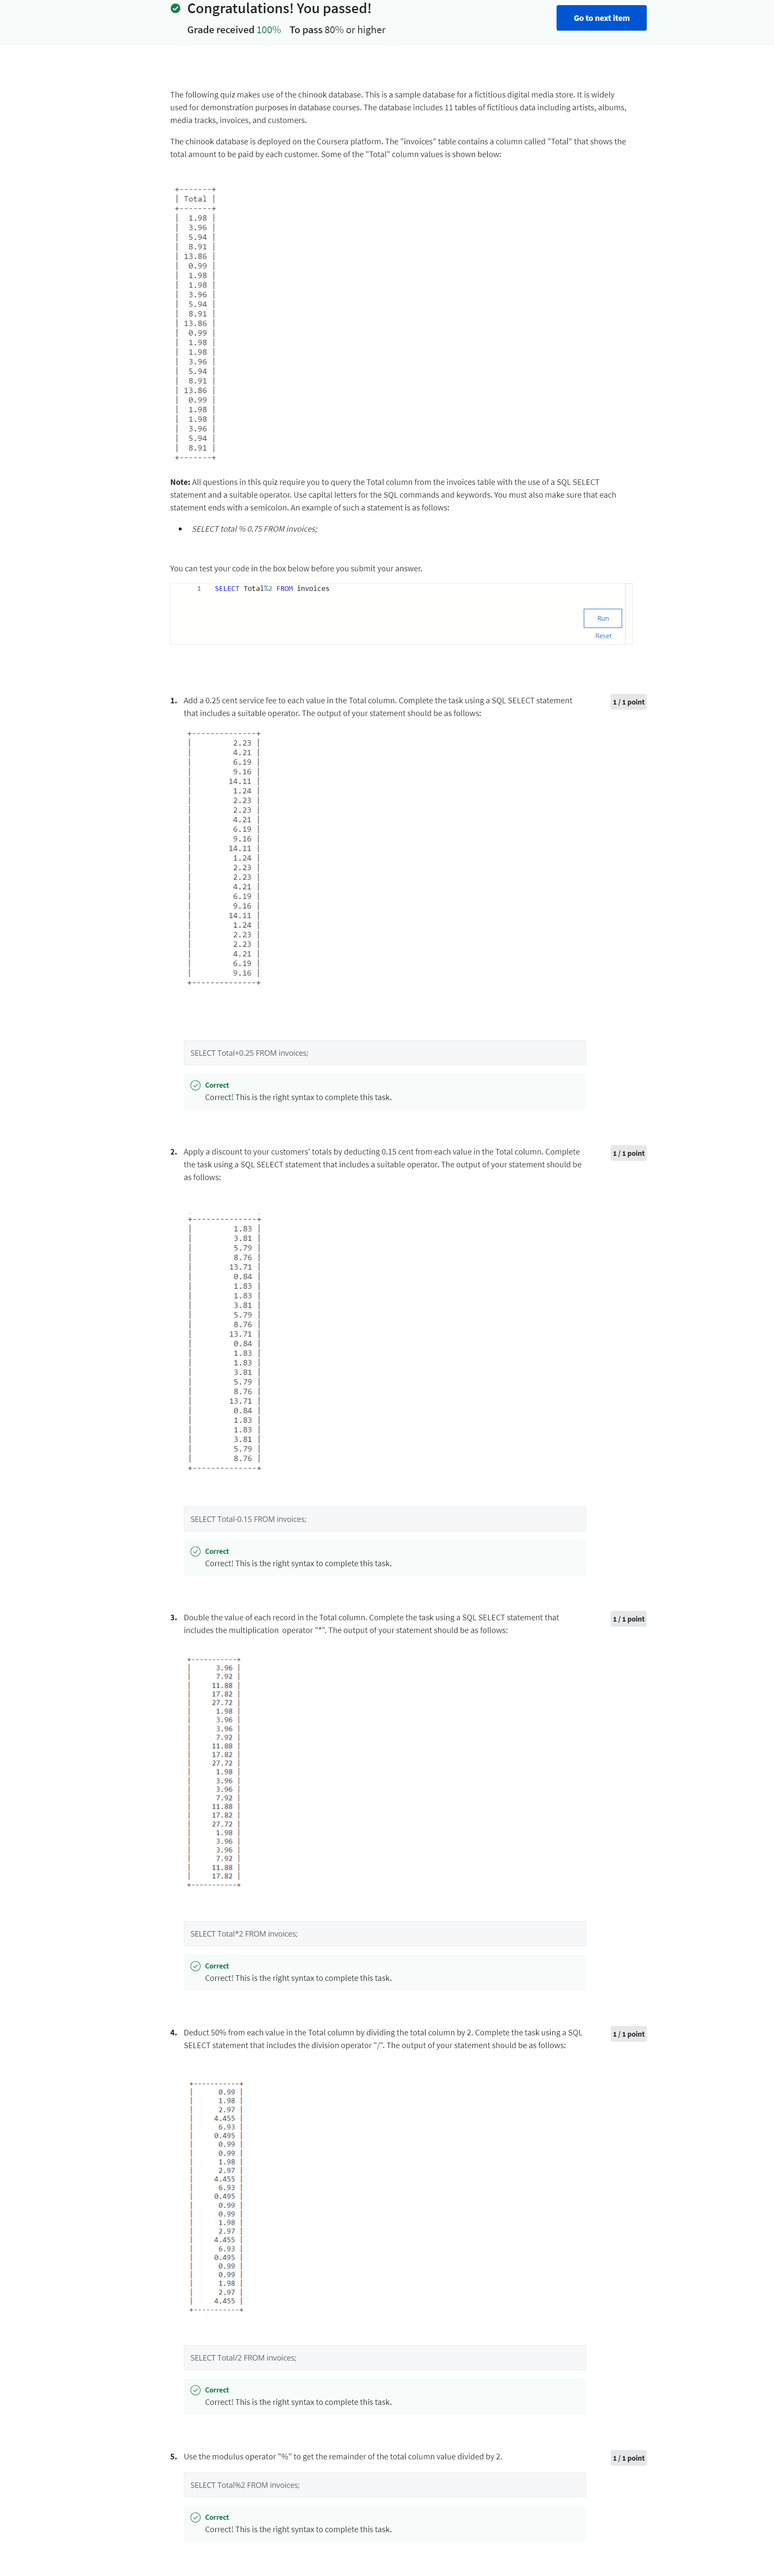 Congratulations! You passed!
Go to next item
Grade received 100% To pass 80% or higher
The following quiz makes use of the chinook database. This is a sample database for a fictitious digital media store. It is widely
used for demonstration purposes in database courses. The database includes 11 tables of fictitious data including artists, albums,
media tracks, invoices, and customers.
The chinook database is deployed on the Coursera platform. The "invoices" table contains a column called "Total" that shows the
total amount to be paid by each customer. Some of the "Total" column values is shown below:
+-------+
| Total |
+-------+
| 1.98 |
| 3.96 |
| 5.94 |
| 8.91 |
| 13.86 |
| 0.99 |
| 1.98 |
| 1.98 |
| 3.96 |
| 5.94 |
| 8.91 |
| 13.86 |
| 0.99 |
| 1.98 |
| 1.98 |
| 3.96 |
| 5.94 |
| 8.91 |
| 13.86 |
| 0.99 |
| 1.98 |
| 1.98 |
| 3.96 |
| 5.94 |
| 8.91 |
+-------+
Note: All questions in this quiz require you to query the Total column from the invoices table with the use of a SQL SELECT
statement and a suitable operator. Use capital letters for the SQL commands and keywords. You must also make sure that each
statement ends with a semicolon. An example of such a statement is as follows:
• SELECT total % 0.75 FROM invoices;
You can test your code in the box below before you submit your answer.
1 SELECT Total%2 FROM invoices
Run
Reset
1. Add a 0.25 cent service fee to each value in the Total column. Complete the task using a SQL SELECT statement
that includes a suitable operator. The output of your statement should be as follows:
1 / 1 point
+--------------+
| 2.23 |
| 4.21 |
| 6.19 |
| 9.16 |
| 14.11 |
| 1.24 |
| 2.23 |
| 2.23 |
| 4.21 |
| 6.19 |
| 9.16 |
| 14.11 |
| 1.24 |
| 2.23 |
| 2.23 |
| 4.21 |
| 6.19 |
| 9.16 |
| 14.11 |
| 1.24 |
| 2.23 |
| 2.23 |
| 4.21 |
| 6.19 |
| 9.16 |
+--------------+
SELECT Total+0.25 FROM invoices;
Correct
Correct! This is the right syntax to complete this task.
2. Apply a discount to your customers' totals by deducting 0.15 cent from each value in the Total column. Complete
the task using a SQL SELECT statement that includes a suitable operator. The output of your statement should be
as follows:
1 / 1 point
+--------------+
| 1.83 |
| 3.81 |
| 5.79 |
| 8.76 |
| 13.71 |
| 0.84 |
| 1.83 |
| 1.83 |
| 3.81 |
| 5.79 |
| 8.76 |
| 13.71 |
| 0.84 |
| 1.83 |
| 1.83 |
| 3.81 |
| 5.79 |
| 8.76 |
| 13.71 |
| 0.84 |
| 1.83 |
| 1.83 |
| 3.81 |
| 5.79 |
| 8.76 |
+--------------+
SELECT Total-0.15 FROM invoices;
Correct
Correct! This is the right syntax to complete this task.
3. Double the value of each record in the Total column. Complete the task using a SQL SELECT statement that
includes the multiplication operator "*". The output of your statement should be as follows:
1 / 1 point
+-----------+
| 3.96 |
| 7.92 |
| 11.88 |
| 17.82 |
| 27.72 |
| 1.98 |
| 3.96 |
| 3.96 |
| 7.92 |
| 11.88 |
| 17.82 |
| 27.72 |
| 1.98 |
| 3.96 |
| 3.96 |
| 7.92 |
| 11.88 |
| 17.82 |
| 27.72 |
| 1.98 |
| 3.96 |
| 3.96 |
| 7.92 |
| 11.88 |
| 17.82 |
+-----------+
SELECT Total*2 FROM invoices;
Correct
Correct! This is the right syntax to complete this task.
4. Deduct 50% from each value in the Total column by dividing the total column by 2. Complete the task using a SQL
SELECT statement that includes the division operator "/". The output of your statement should be as follows:
1 / 1 point
+-----------+
| 0.99 |
| 1.98 |
| 2.97 |
| 4.455 |
| 6.93 |
| 0.495 |
| 0.99 |
| 0.99 |
| 1.98 |
| 2.97 |
| 4.455 |
| 6.93 |
| 0.495 |
| 0.99 |
| 0.99 |
| 1.98 |
| 2.97 |
| 4.455 |
| 6.93 |
| 0.495 |
| 0.99 |
| 0.99 |
| 1.98 |
| 2.97 |
| 4.455 |
+-----------+
SELECT Total/2 FROM invoices;
Correct
Correct! This is the right syntax to complete this task.
5. Use the modulus operator "%" to get the remainder of the total column value divided by 2.
1 / 1 point
SELECT Total%2 FROM invoices;
Correct
Correct! This is the right syntax to complete this task.